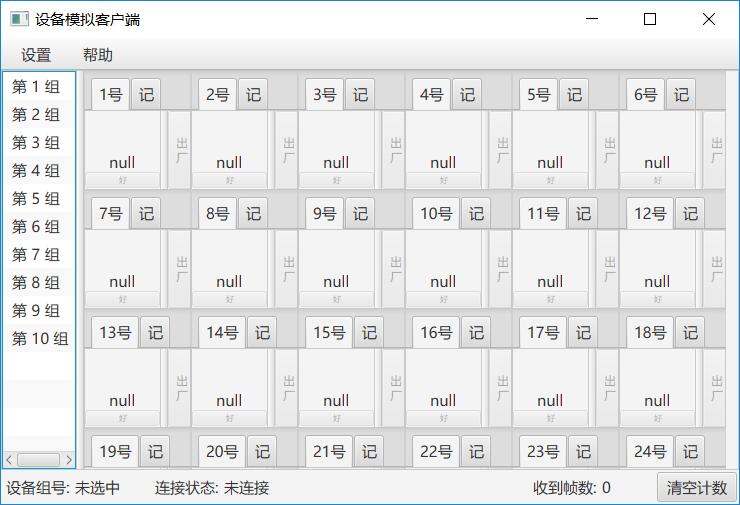 设备模拟客户端
设置 帮助
第 1 组
第 2 组
第 3 组
第 4 组
第 5 组
第 6 组
第 7 组
第 8 组
第 9 组
第 10 组
1号 记 2号 记 3号 记 4号 记 5号 记 6号 记
null 出厂 null 出厂 null 出厂 null 出厂 null 出厂 null 出厂
好 好 好 好 好 好
7号 记 8号 记 9号 记 10号 记 11号 记 12号 记
null 出厂 null 出厂 null 出厂 null 出厂 null 出厂 null 出厂
好 好 好 好 好 好
13号 记 14号 记 15号 记 16号 记 17号 记 18号 记
null 出厂 null 出厂 null 出厂 null 出厂 null 出厂 null 出厂
好 好 好 好 好 好
19号 记 20号 记 21号 记 22号 记 23号 记 24号 记
设备组号: 未选中 连接状态: 未连接 收到帧数: 0 清空计数